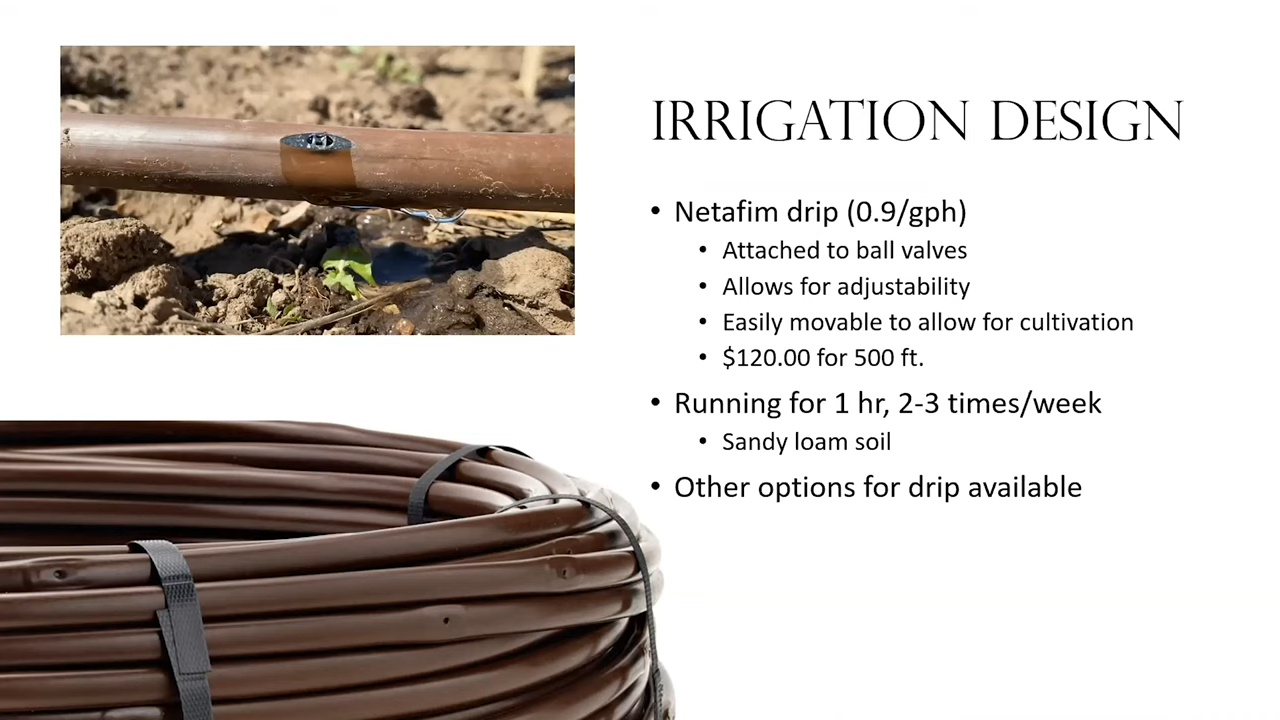 IRRIGATION DESIGN
• Netafim drip (0.9/gph)
• Attached to ball valves
• Allows for adjustability
• Easily movable to allow for cultivation
• $120.00 for 500 ft.
• Running for 1 hr, 2-3 times/week
• Sandy loam soil
• Other options for drip available